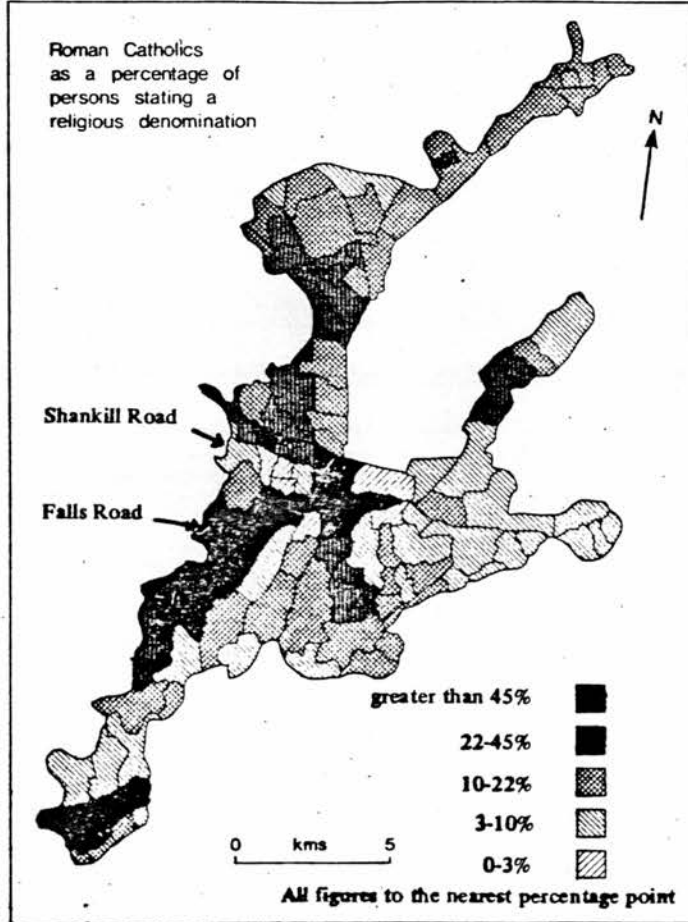 Roman Catholics
as a percentage of
persons stating a
religious denomination
N
Shankill Road
Falls Road
greater than 45%
22-45%
10-22%
3-10%
0-3%
0 kms 5
All figures to the nearest percentage point